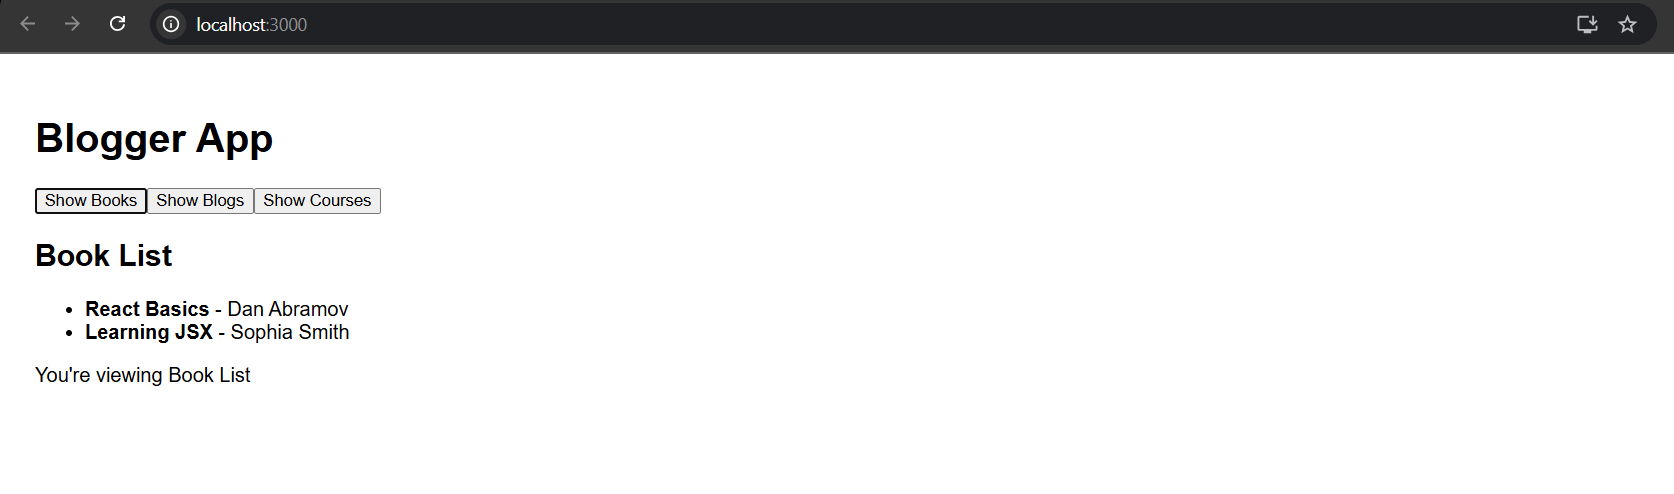 localhost:3000
Blogger App
Show Books Show Blogs Show Courses
Book List
React Basics - Dan Abramov
Learning JSX - Sophia Smith
You're viewing Book List